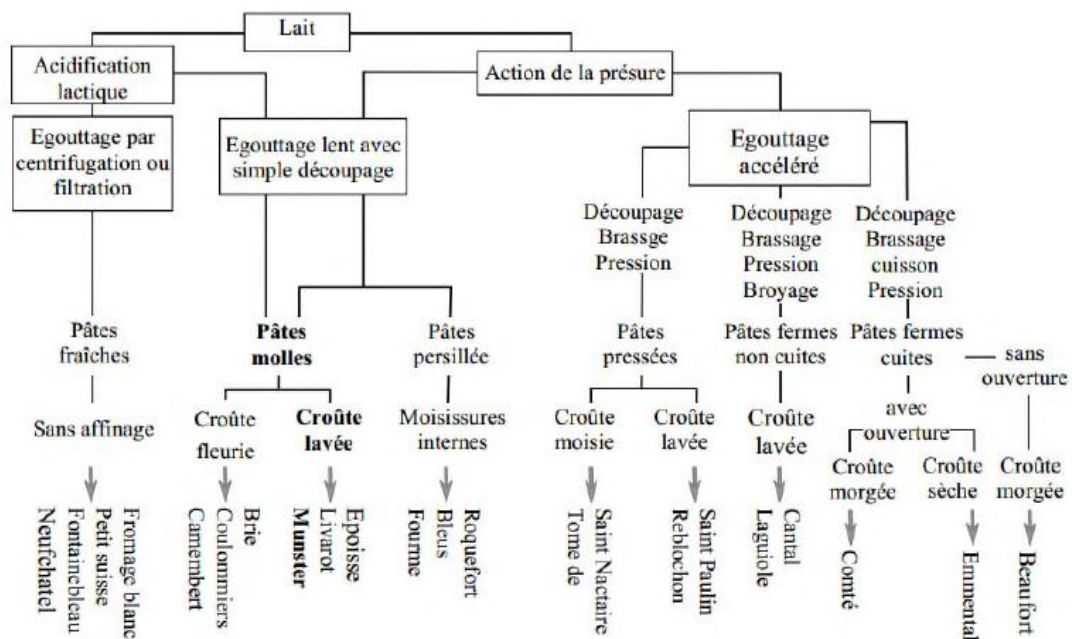 Lait
Acidification
lactique
Action de la présure
Egouttage par
centrifugation ou
filtration
Egouttage lent avec
simple découpage
Egouttage
accéléré
Découpage
Brassge
Pression
Découpage
Brassage
Pression
Broyage
Découpage
Brassage
cuisson
Pression
Pâtes
fraîches
Pâtes
molles
Pâtes
persillée
Pâtes
pressées
Pâtes fermes
non cuites
Pâtes fermes
cuites
sans
ouverture
avec
ouverture
Sans affinage
Croûte
fleurie
Croûte
lavée
Moisissures
internes
Croûte
moisie
Croûte
lavée
Croûte
lavée
Croûte
morgée
Croûte
sèche
Croûte
morgée
Fromage blanc
Petit suisse
Fontainebleau
Neufchatel
Brie
Coulommiers
Camembert
Epoisse
Livarot
Munster
Roquefort
Bleus
Fourme
Saint Nactaire
Tome de
Saint Paulin
Reblochon
Cantal
Laguiole
Comté
Emmental
Beaufort